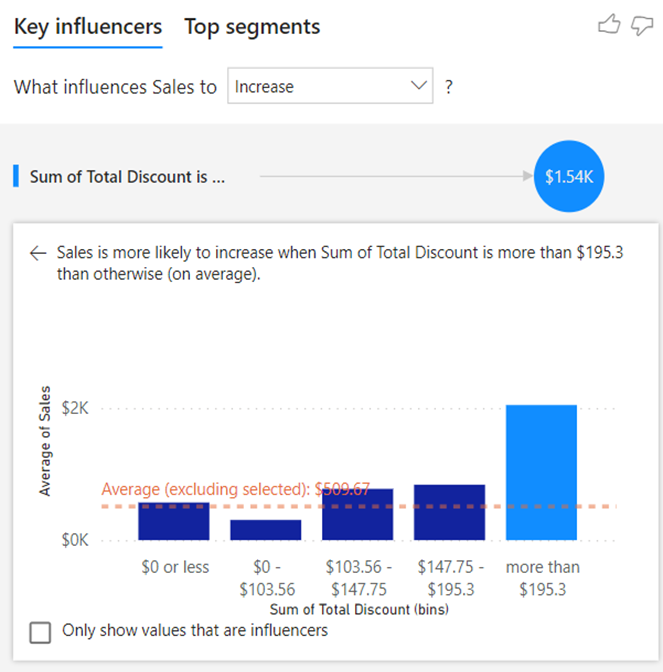 Key influencers Top segments
What influences Sales to Increase ?
Sum of Total Discount is ... $1.54K
Sales is more likely to increase when Sum of Total Discount is more than $195.3
than otherwise (on average).
Average of Sales
$2K
Average (excluding selected): $509.67
$0K
$0 or less $0 - $103.56 - $147.75 - more than
$103.56 $147.75 $195.3 $195.3
Sum of Total Discount (bins)
Only show values that are influencers